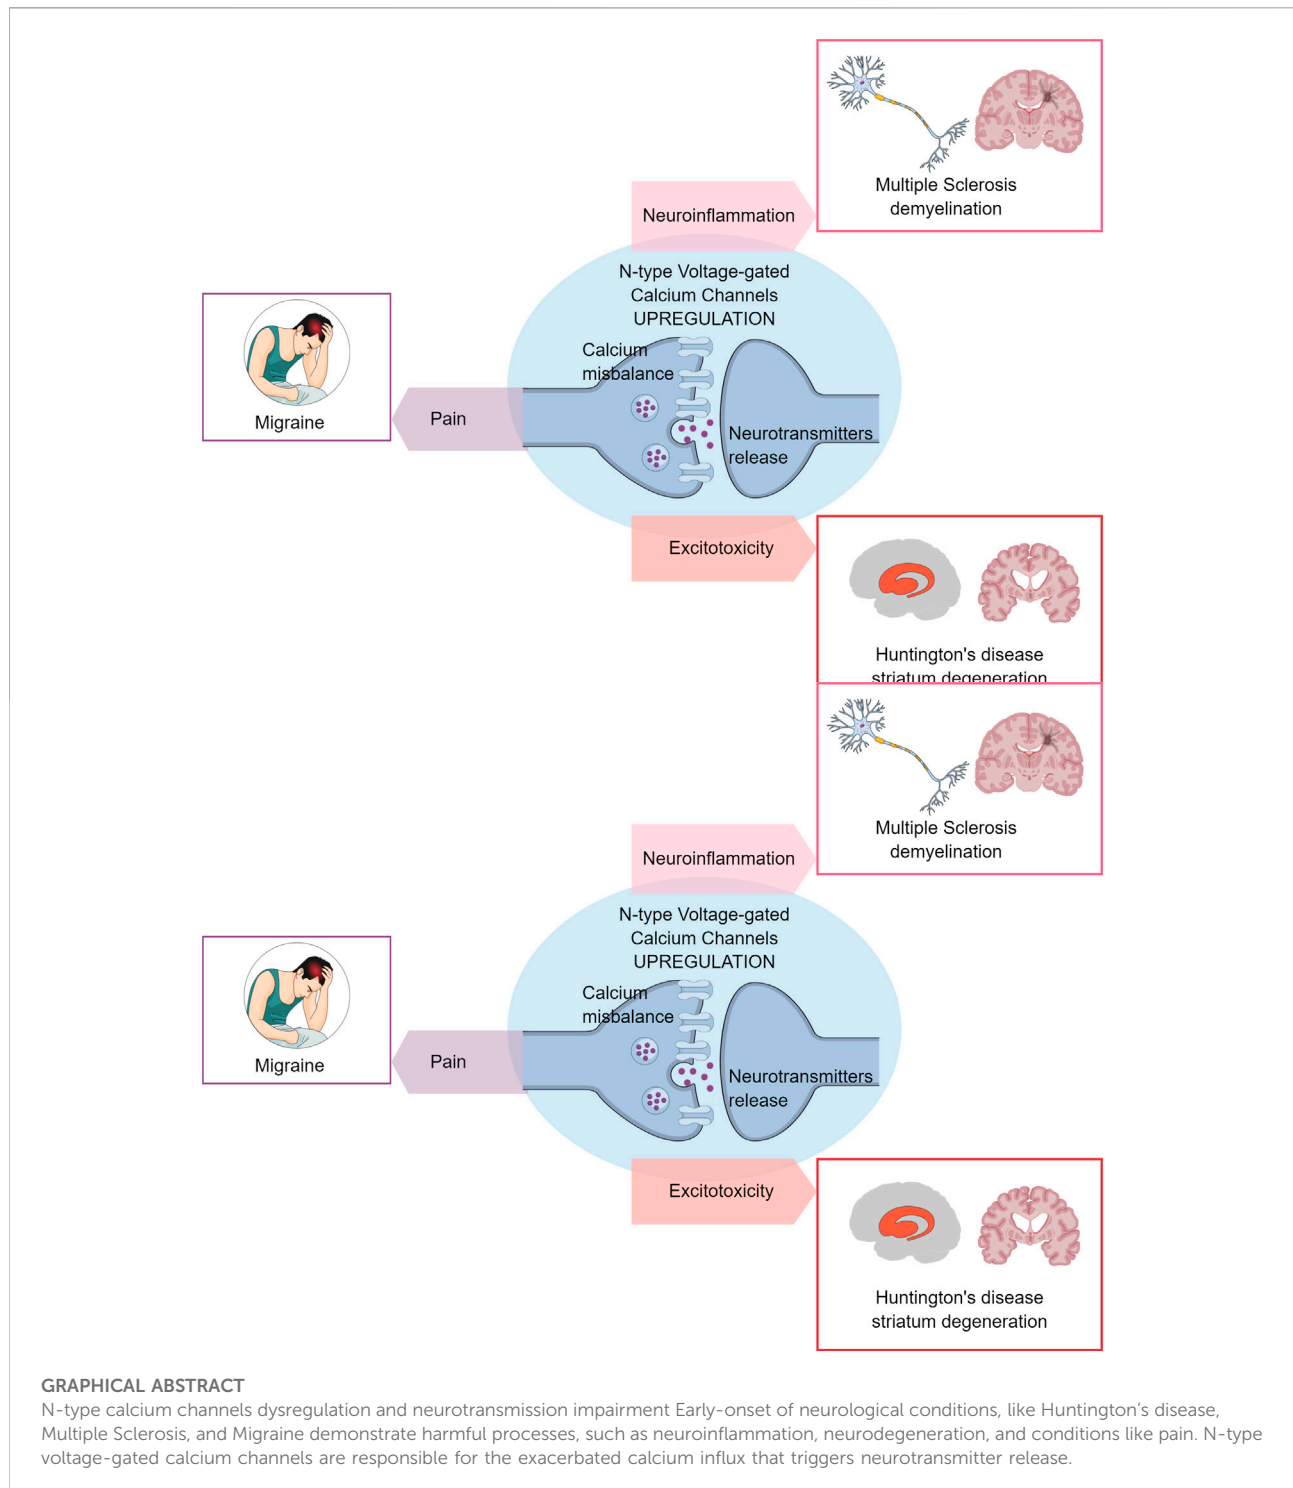 Multiple Sclerosis
demyelination
Neuroinflammation
N-type Voltage-gated
Calcium Channels
UPREGULATION
Calcium
misbalance
Migraine
Pain
Neurotransmitters
release
Excitotoxicity
Huntington's disease
striatum degeneration
Multiple Sclerosis
demyelination
Neuroinflammation
N-type Voltage-gated
Calcium Channels
UPREGULATION
Calcium
misbalance
Migraine
Pain
Neurotransmitters
release
Excitotoxicity
Huntington's disease
striatum degeneration
GRAPHICAL ABSTRACT
N-type calcium channels dysregulation and neurotransmission impairment Early-onset of neurological conditions, like Huntington's disease,
Multiple Sclerosis, and Migraine demonstrate harmful processes, such as neuroinflammation, neurodegeneration, and conditions like pain. N-type
voltage-gated calcium channels are responsible for the exacerbated calcium influx that triggers neurotransmitter release.